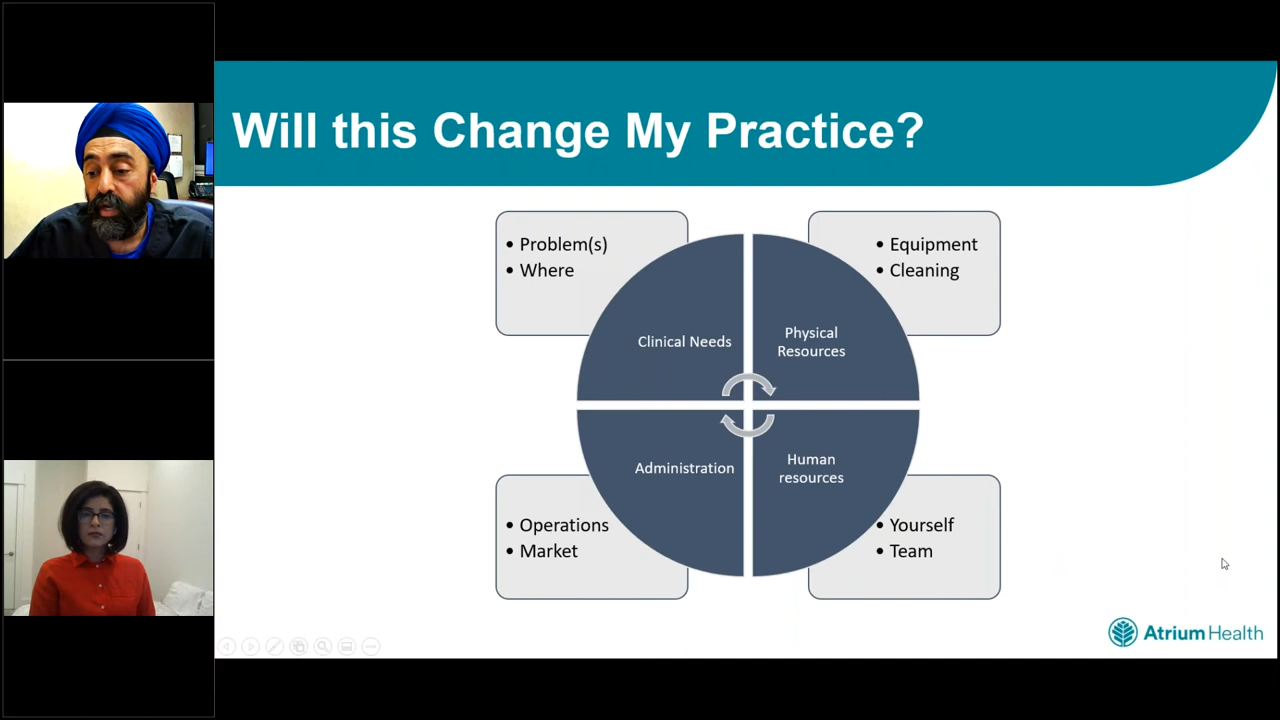 Will this Change My Practice?
• Problem(s)
• Where
• Equipment
• Cleaning
Clinical Needs
Physical
Resources
Administration
Human
resources
• Operations
• Market
• Yourself
• Team
Atrium Health